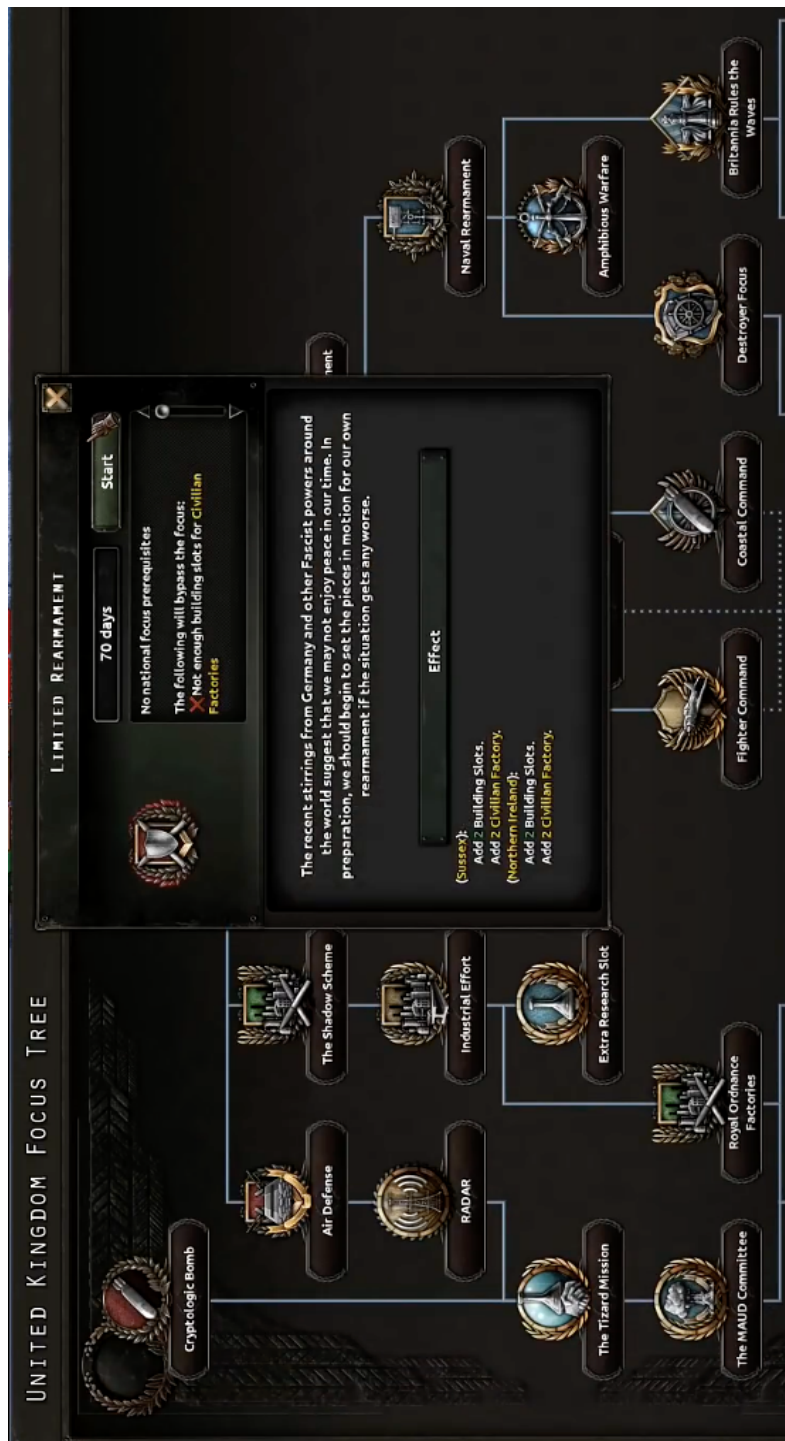 UNITED KINGDOM FOCUS TREE
LIMITED REARMAMENT
70 days
Start
No national focus prerequisites
The following will bypass the focus:
Not enough building slots for Civilian
Factories
The recent stirrings from Germany and other Fascist powers around
the world suggest that we may not enjoy peace in our time. In
preparation, we should begin to set the pieces in motion for our own
rearmament if the situation gets any worse.
Effect
(Sussex):
Add 2 Building Slots.
Add 2 Civilian Factory.
(Northern Ireland):
Add 2 Building Slots.
Add 2 Civilian Factory.
Cryptologic Bomb
Air Defense
The Shadow Scheme
RADAR
Industrial Effort
Naval Rearmament
The Tizard Mission
Extra Research Slot
Amphibious Warfare
The MAUD Committee
Royal Ordnance
Factories
Fighter Command
Coastal Command
Destroyer Focus
Britannia Rules the
Waves